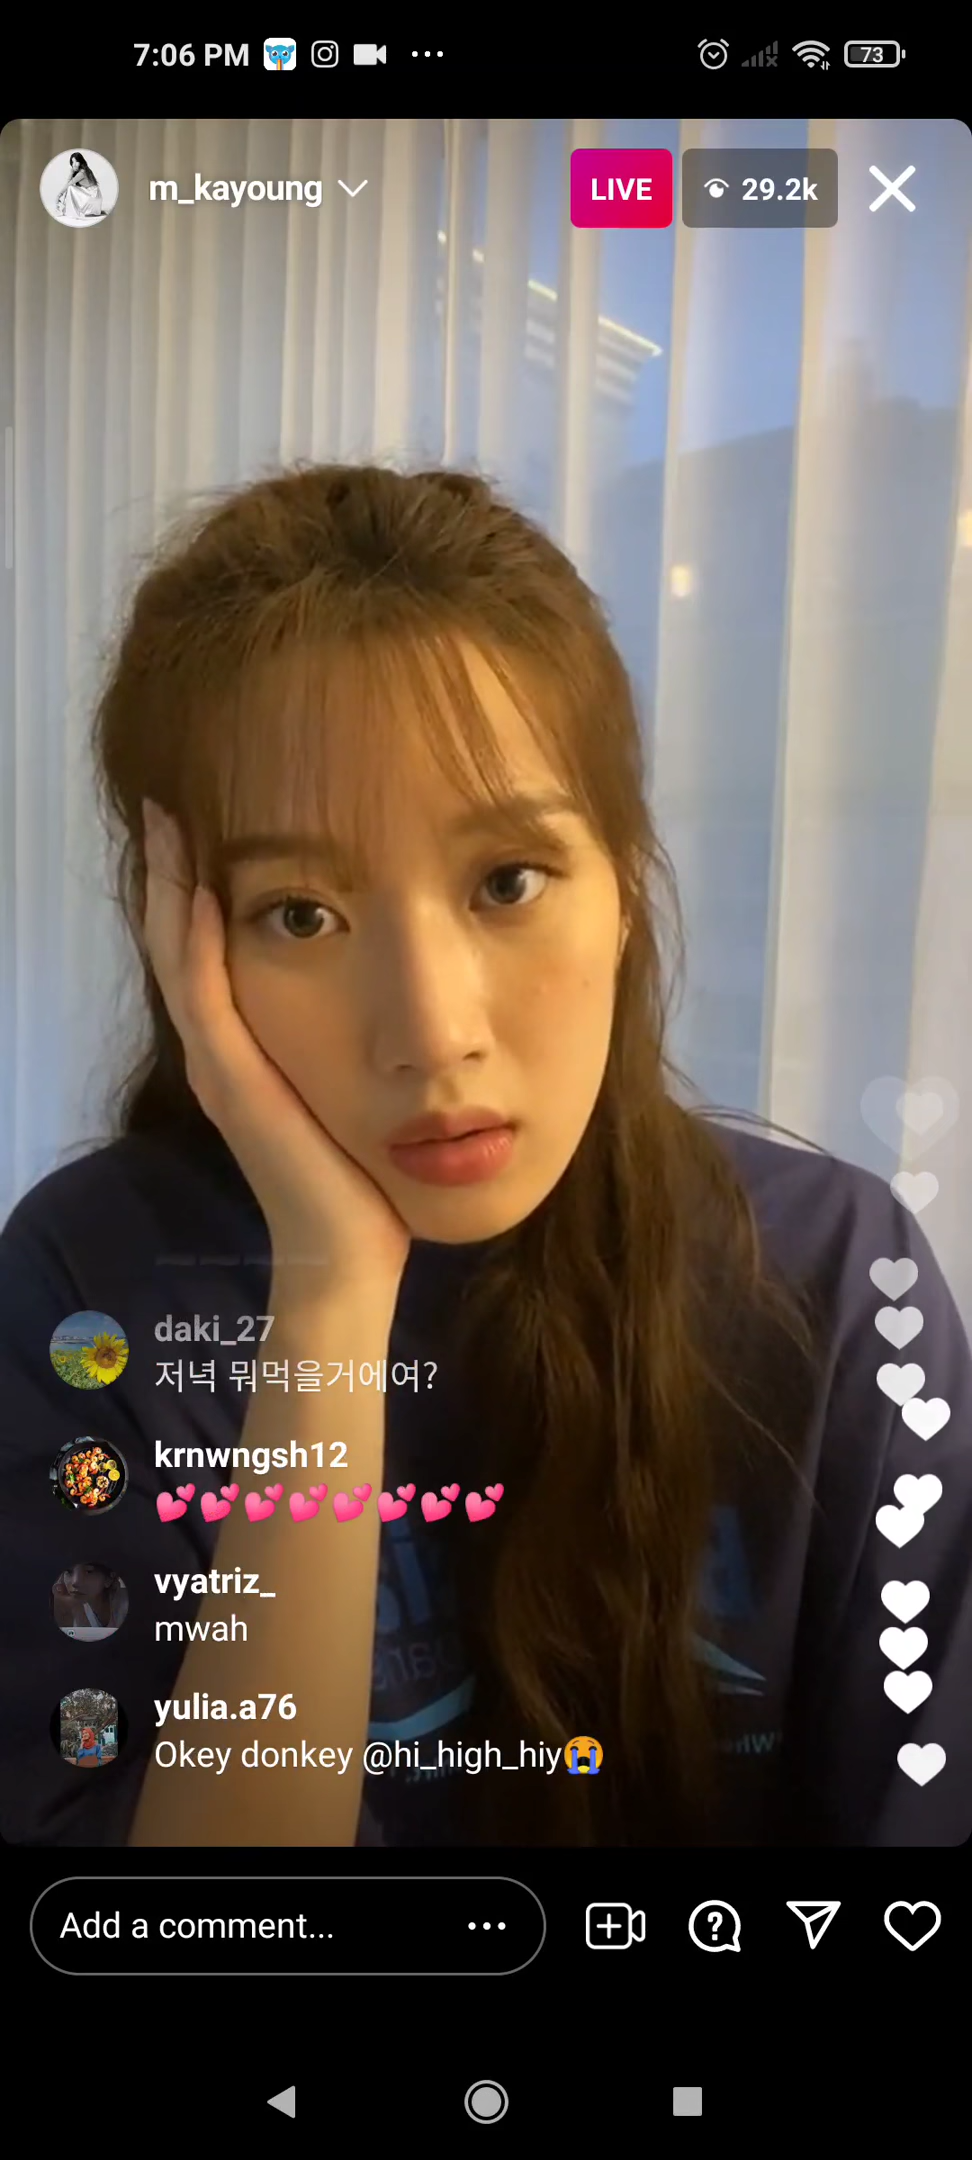 7:06 PM
73
m_kayoung
LIVE
29.2k
daki_27
저녁 뭐먹을거에여?
krnwngsh12
💕💕💕💕💕💕💕💕
vyatriz_
mwah
yulia.a76
Okey donkey @hi_high_hiy😭
Add a comment...